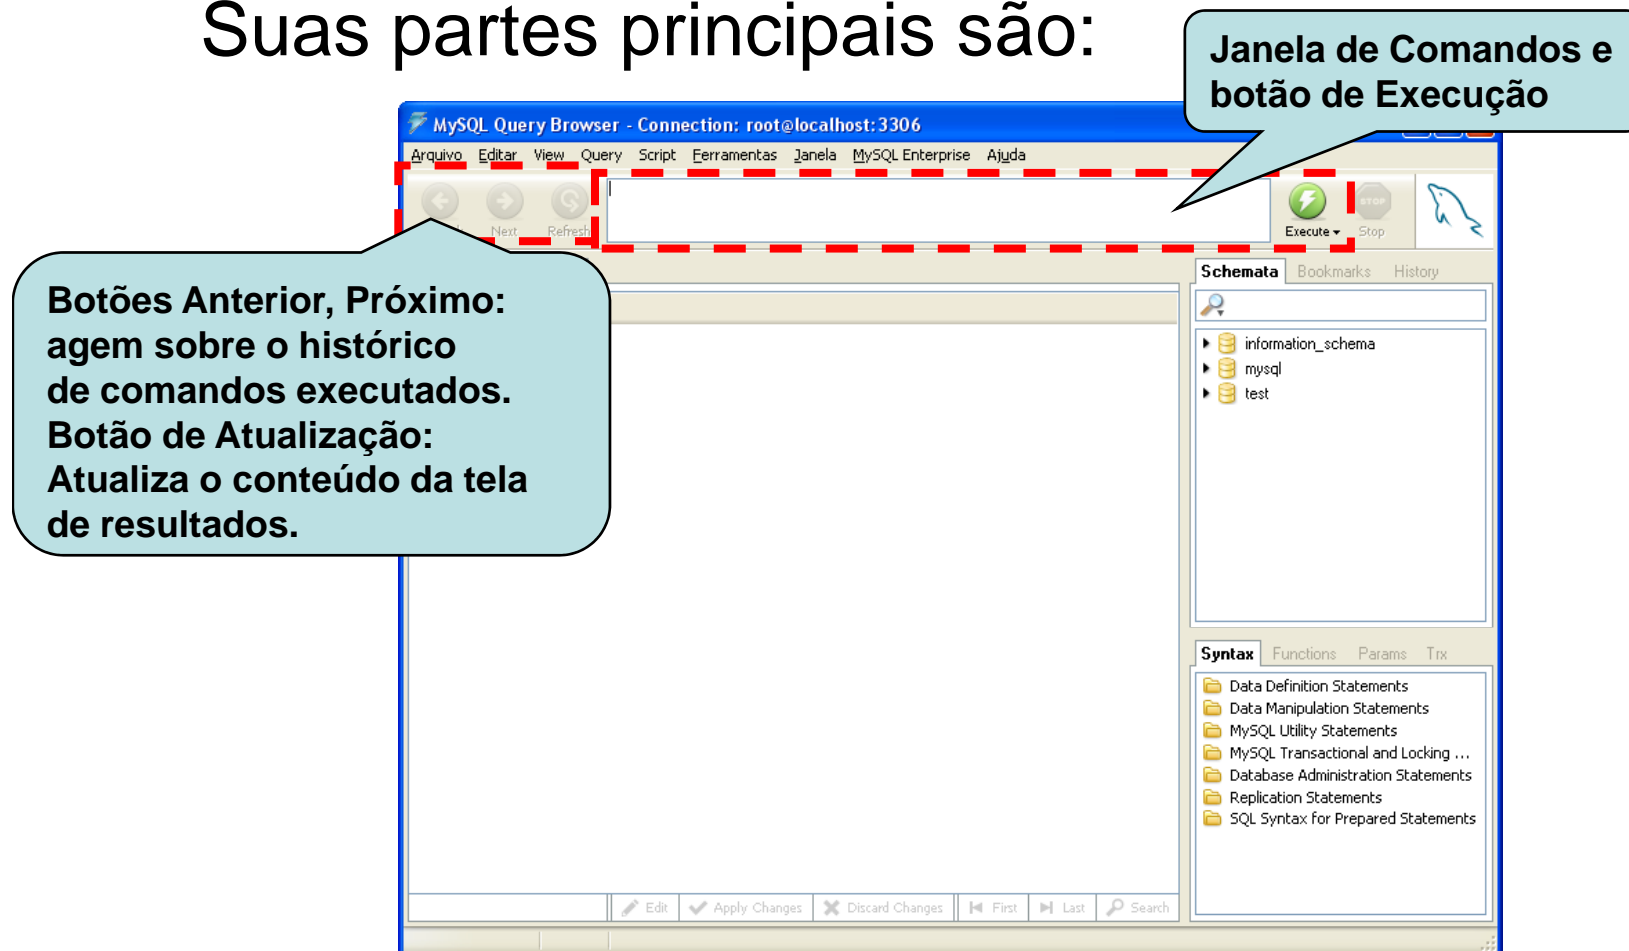 Suas partes principais são:
Janela de Comandos e
botão de Execução
MySQL Query Browser - Connection: root@localhost:3306
Arquivo Editar View Query Script Ferramentas Janela MySQL Enterprise Ajuda
Next Refresh Execute STOP Stop
Botões Anterior, Próximo:
agem sobre o histórico
de comandos executados.
Botão de Atualização:
Atualiza o conteúdo da tela
de resultados.
Schemata Bookmarks History
information_schema
mysql
test
Syntax Functions Params Trx
Data Definition Statements
Data Manipulation Statements
MySQL Utility Statements
MySQL Transactional and Locking ...
Database Administration Statements
Replication Statements
SQL Syntax for Prepared Statements
Edit Apply Changes Discard Changes First Last Search